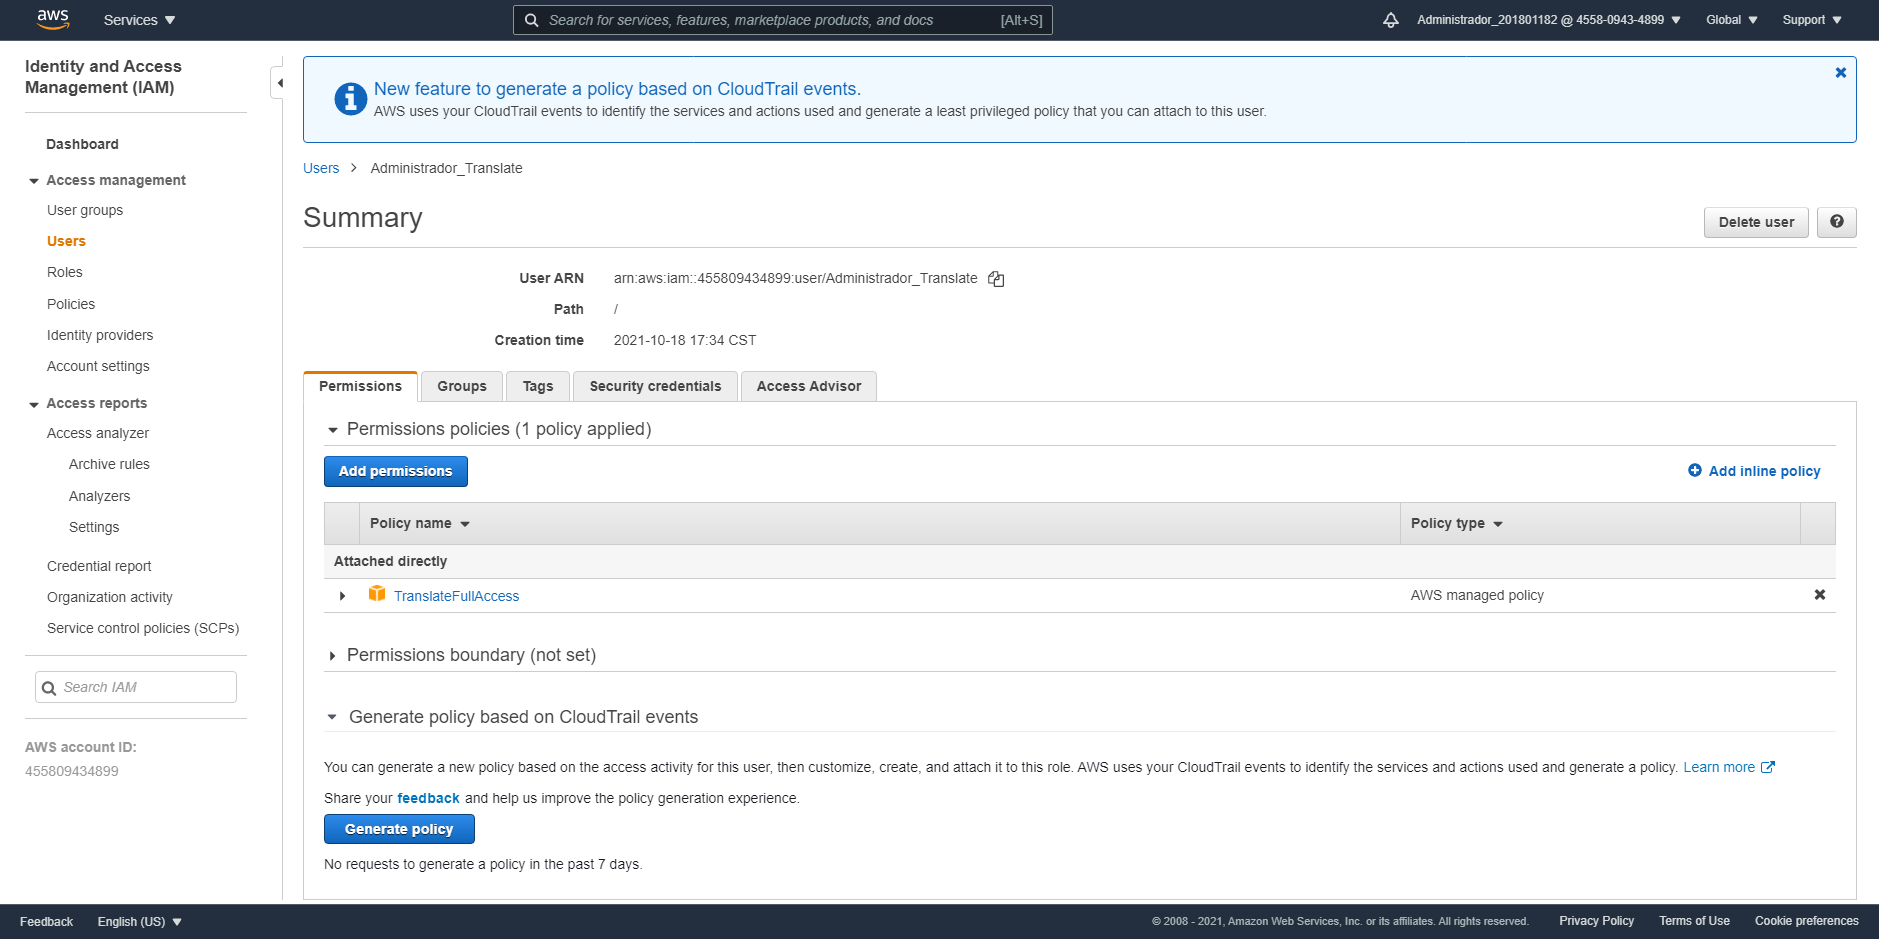 aws
Services
Search for services, features, marketplace products, and docs [Alt+S]
Administrador_201801182 @ 4558-0943-4899
Global
Support
Identity and Access
Management (IAM)
Dashboard
Access management
User groups
Users
Roles
Policies
Identity providers
Account settings
Access reports
Access analyzer
Archive rules
Analyzers
Settings
Credential report
Organization activity
Service control policies (SCPs)
Search IAM
AWS account ID:
455809434899
New feature to generate a policy based on CloudTrail events.
AWS uses your CloudTrail events to identify the services and actions used and generate a least privileged policy that you can attach to this user.
Users > Administrador_Translate
Summary
Delete user
?
User ARN arn:aws:iam::455809434899:user/Administrador_Translate
Path /
Creation time 2021-10-18 17:34 CST
Permissions Groups Tags Security credentials Access Advisor
Permissions policies (1 policy applied)
Add permissions
Add inline policy
Policy name Policy type
Attached directly
TranslateFullAccess AWS managed policy
Permissions boundary (not set)
Generate policy based on CloudTrail events
You can generate a new policy based on the access activity for this user, then customize, create, and attach it to this role. AWS uses your CloudTrail events to identify the services and actions used and generate a policy. Learn more
Share your feedback and help us improve the policy generation experience.
Generate policy
No requests to generate a policy in the past 7 days.
Feedback English (US)
© 2008 - 2021, Amazon Web Services, Inc. or its affiliates. All rights reserved. Privacy Policy Terms of Use Cookie preferences